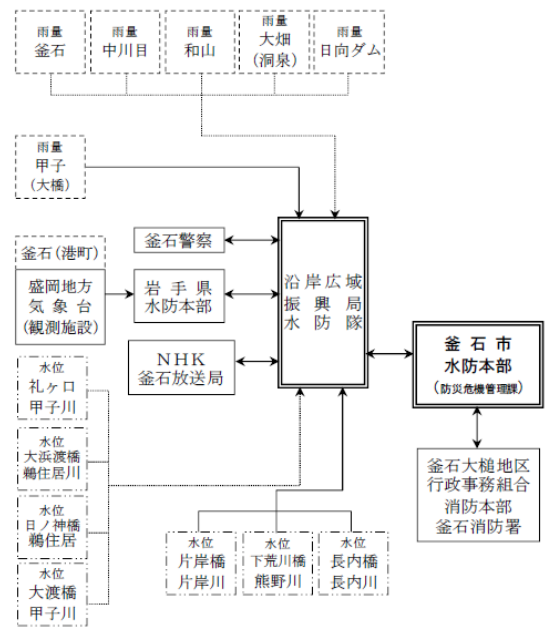 雨量
釜石
雨量
中川目
雨量
和山
雨量
大畑
(洞泉)
雨量
日向ダム
雨量
甲子
(大橋)
釜石警察
釜石(港町)
盛岡地方
気象台
(観測施設)
岩手県
水防本部
沿岸広域
振興局
水防隊
NHK
釜石放送局
釜石市
水防本部
(防災危機管理課)
釜石大槌地区
行政事務組合
消防本部
釜石消防署
水位
礼ヶ口
甲子川
水位
大浜渡橋
鵜住居川
水位
日ノ神橋
鵜住居
水位
大渡橋
甲子川
水位
片岸橋
片岸川
水位
下荒川橋
熊野川
水位
長内橋
長内川